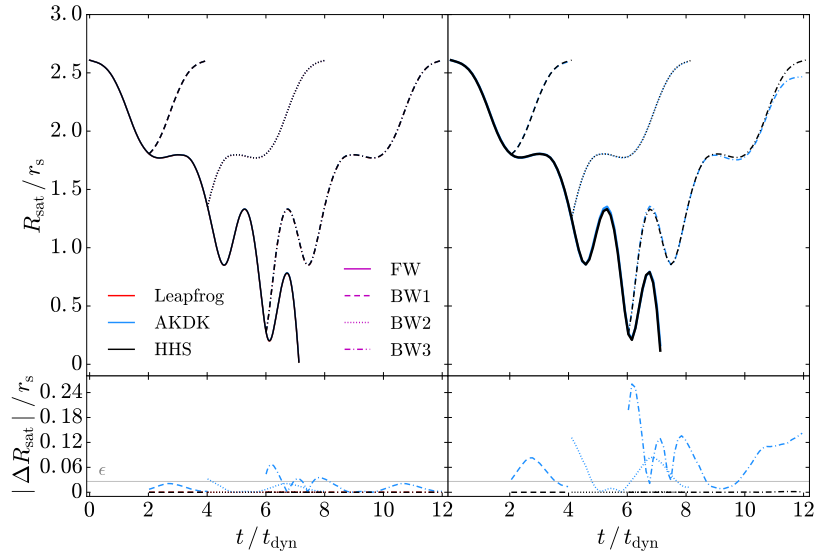 3.0
2.5
2.0
1.5
1.0
0.5
0
R_sat / r_s
Leapfrog
AKDK
HHS
FW
BW1
BW2
BW3
0.24
0.18
0.12
0.06
0
| ΔR_sat | / r_s
ϵ
0 2 4 6 8 10 12
2 4 6 8 10 12
t / t_dyn
t / t_dyn